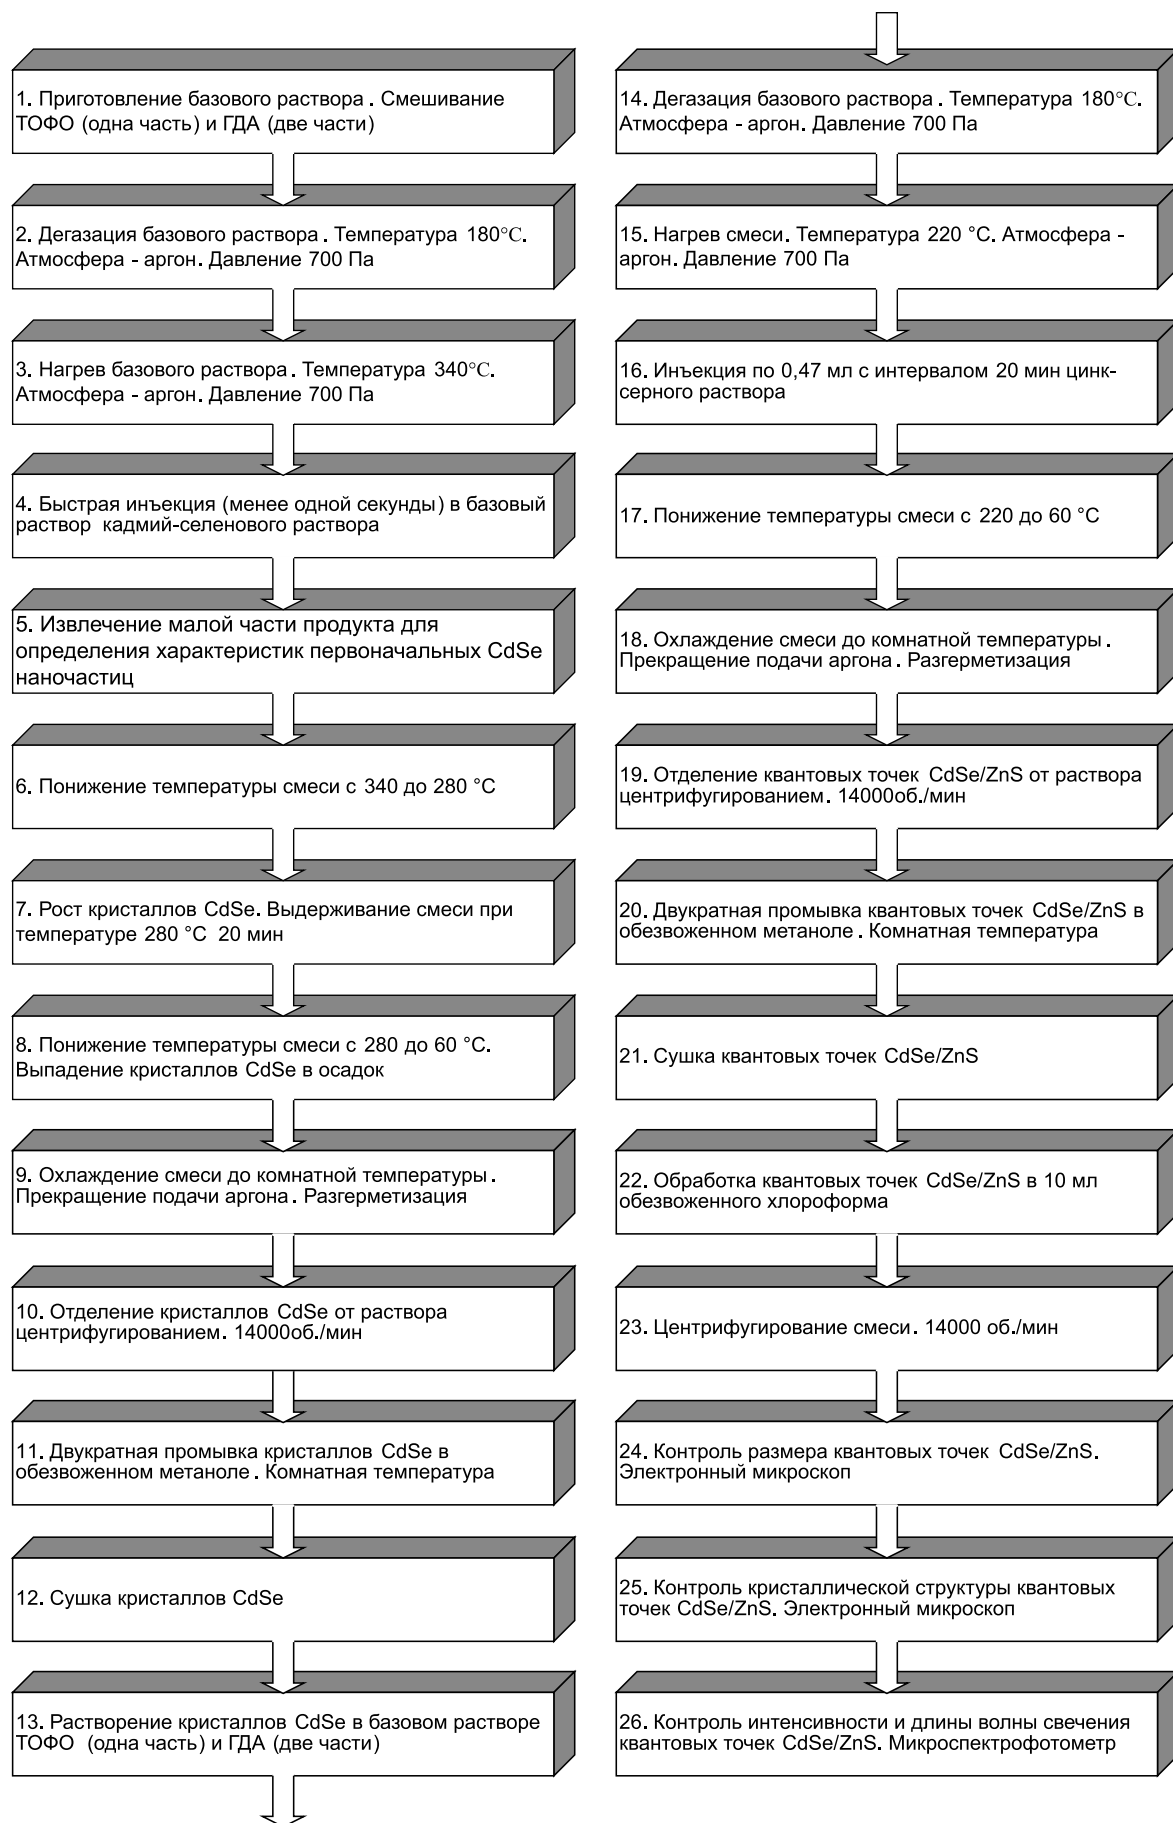 1. Приготовление базового раствора. Смешивание
ТОФО (одна часть) и ГДА (две части)
2. Дегазация базового раствора. Температура 180°С.
Атмосфера - аргон. Давление 700 Па
3. Нагрев базового раствора. Температура 340°С.
Атмосфера - аргон. Давление 700 Па
4. Быстрая инъекция (менее одной секунды) в базовый
раствор кадмий-селенового раствора
5. Извлечение малой части продукта для
определения характеристик первоначальных CdSe
наночастиц
6. Понижение температуры смеси с 340 до 280 °С
7. Рост кристаллов CdSe. Выдерживание смеси при
температуре 280 °С 20 мин
8. Понижение температуры смеси с 280 до 60 °С.
Выпадение кристаллов CdSe в осадок
9. Охлаждение смеси до комнатной температуры.
Прекращение подачи аргона. Разгерметизация
10. Отделение кристаллов CdSe от раствора
центрифугированием. 14000об./мин
11. Двукратная промывка кристаллов CdSe в
обезвоженном метаноле. Комнатная температура
12. Сушка кристаллов CdSe
13. Растворение кристаллов CdSe в базовом растворе
ТОФО (одна часть) и ГДА (две части)
14. Дегазация базового раствора. Температура 180°С.
Атмосфера - аргон. Давление 700 Па
15. Нагрев смеси. Температура 220 °С. Атмосфера -
аргон. Давление 700 Па
16. Инъекция по 0,47 мл с интервалом 20 мин цинк-
серного раствора
17. Понижение температуры смеси с 220 до 60 °С
18. Охлаждение смеси до комнатной температуры.
Прекращение подачи аргона. Разгерметизация
19. Отделение квантовых точек CdSe/ZnS от раствора
центрифугированием. 14000об./мин
20. Двукратная промывка квантовых точек CdSe/ZnS в
обезвоженном метаноле. Комнатная температура
21. Сушка квантовых точек CdSe/ZnS
22. Обработка квантовых точек CdSe/ZnS в 10 мл
обезвоженного хлороформа
23. Центрифугирование смеси. 14000 об./мин
24. Контроль размера квантовых точек CdSe/ZnS.
Электронный микроскоп
25. Контроль кристаллической структуры квантовых
точек CdSe/ZnS. Электронный микроскоп
26. Контроль интенсивности и длины волны свечения
квантовых точек CdSe/ZnS. Микроспектрофотометр